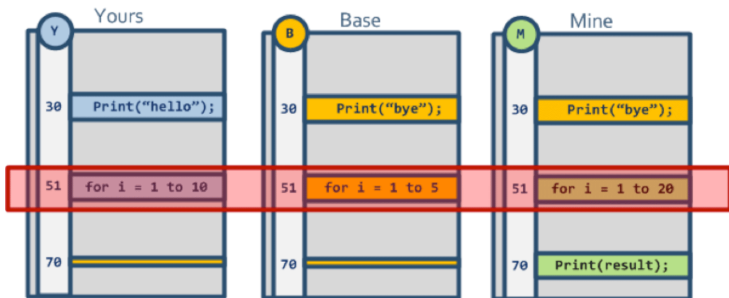 Y Yours B Base M Mine
30 Print(“hello”); 30 Print(“bye”); 30 Print(“bye”);
51 for i = 1 to 10 51 for i = 1 to 5 51 for i = 1 to 20
70 70 70 Print(result);